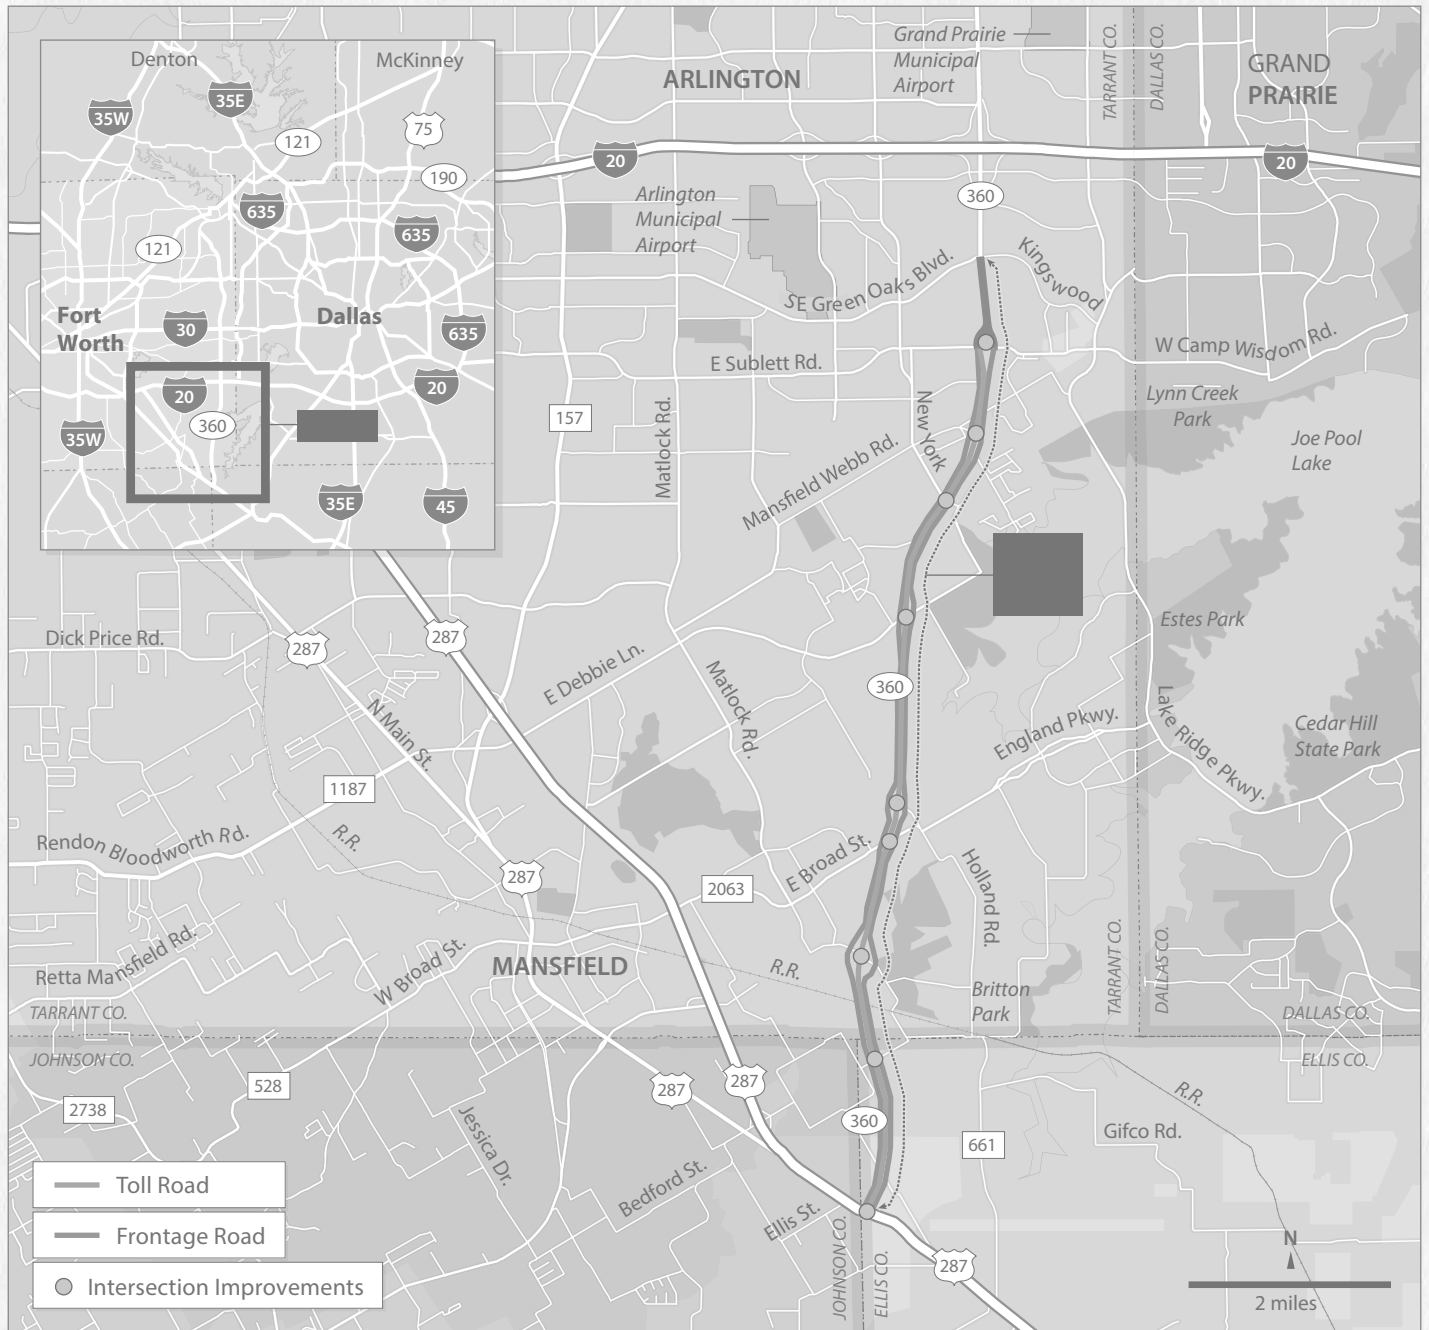 Denton
McKinney
35W
35E
75
121
190
635
635
121
Fort
Worth
30
Dallas
635
20
20
360
35W
35E
45
ARLINGTON
Grand Prairie
Municipal
Airport
TARRANT CO.
DALLAS CO.
GRAND
PRAIRIE
20
20
Arlington
Municipal
Airport
360
SE Green Oaks Blvd.
Kingswood
E Sublett Rd.
W Camp Wisdom Rd.
Lynn Creek
Park
Joe Pool
Lake
157
Matlock Rd.
New York
Mansfield Webb Rd.
Dick Price Rd.
287
287
E Debbie Ln.
Matlock Rd.
360
Estes Park
England Pkwy.
Lake Ridge Pkwy.
Cedar Hill
State Park
N Main St.
1187
Rendon Bloodworth Rd.
R.R.
287
2063
E Broad St.
Holland Rd.
Retta Mansfield Rd.
W Broad St.
MANSFIELD
R.R.
Britton
Park
TARRANT CO.
DALLAS CO.
TARRANT CO.
JOHNSON CO.
DALLAS CO.
ELLIS CO.
2738
528
Jessica Dr.
287
287
360
661
Gifco Rd.
R.R.
Bedford St.
Ellis St.
JOHNSON CO.
ELLIS CO.
287
Toll Road
Frontage Road
Intersection Improvements
N
2 miles